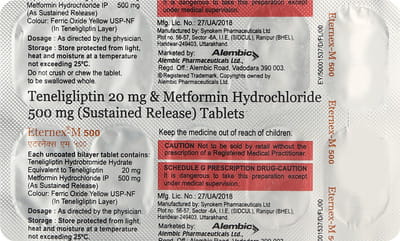 Metformin Hydrochloride IP 500 mg
(As Sustained Release)
Colour: Ferric Oxide Yellow USP-NF
(In Teneligliptin Layer)
Dosage : As directed by the physician.
Storage : Store protected from light,
heat and moisture at a temperature
not exceeding 25°C.
Do not crush or chew the tablet,
to be swallowed whole.
is dangerous to take this preparation except
under medical supervision.
Mfg. Lic. No.: 27/UA/2018
Manufactured by: Synokem Pharmaceuticals Ltd
Plot no. 56-57, Sector -6A, I.I.E. (SIDCUL), Ranipur (BHEL),
Haridwar-249403, Uttarakhand
Marketed by: Alembic
Alembic Pharmaceuticals Ltd.,
Regd. Off.: Alembic Road, Vadodara 390 003.
®Registered Trademark. Copyrights owned by
Alembic Pharmaceuticals Ltd.
Teneligliptin 20 mg & Metformin Hydrochloride
500 mg (Sustained Release) Tablets
Eternex-M 500
एटरनेक्स एम ५००
Each uncoated bilayer tablet contains:
Teneligliptin Hydrobromide Hydrate
Equivalent to Teneligliptin 20 mg
Metformin Hydrochloride IP 500 mg
(As Sustained Release)
Colour: Ferric Oxide Yellow USP-NF
(In Teneligliptin Layer)
Dosage : As directed by the physician.
Storage : Store protected from light,
heat and moisture at a temperature
not exceeding 25°C.
Keep the medicine out of reach of children.
CAUTION Not to be sold by retail without the
prescription of a Registered Medical Practitioner.
SCHEDULE G PRESCRIPTION DRUG-CAUTION
It is dangerous to take this preparation except
under medical supervision.
Mfg. Lic. No.: 27/UA/2018
Manufactured by: Synokem Pharmaceuticals Ltd
Plot no. 56-57, Sector -6A, I.I.E. (SIDCUL), Ranipur (BHEL),
Haridwar-249403, Uttarakhand
Marketed by: Alembic
Alembic Pharmaceuticals Ltd.,
Eternex-M 500
Eternex-M 500